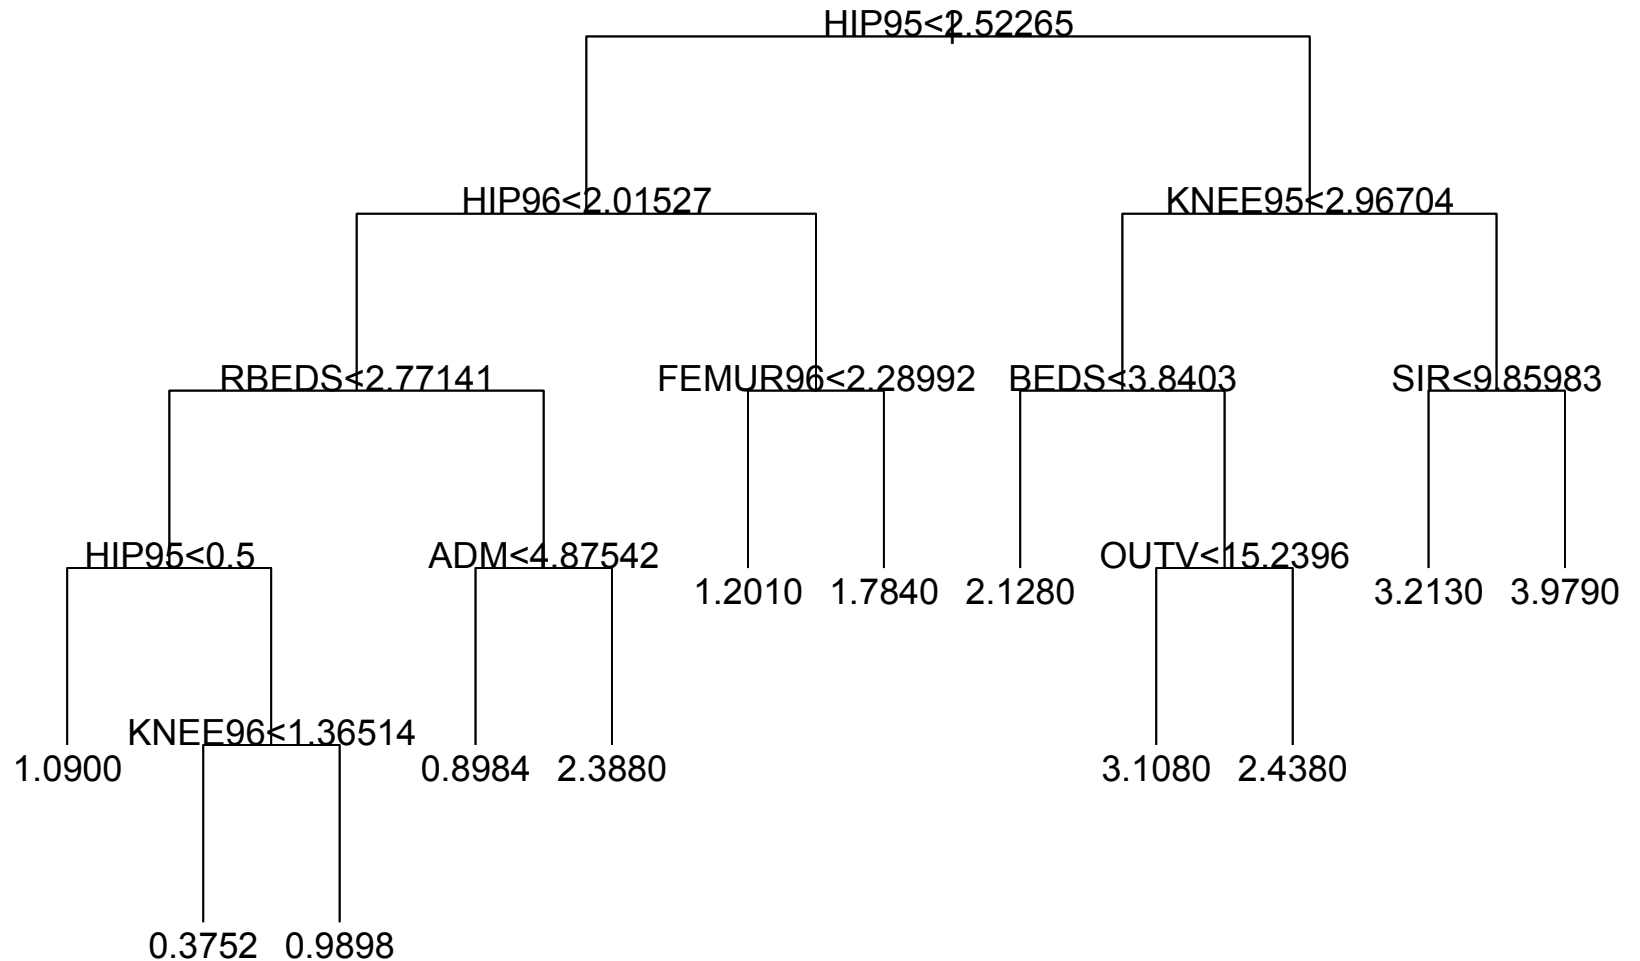 HIP95<2.52265
HIP96<2.01527
KNEE95<2.96704
RBEDS<2.77141
FEMUR96<2.28992
BEDS<3.8403
SIR<9.85983
HIP95<0.5
ADM<4.87542
1.2010
1.7840
2.1280
OUTV<15.2396
3.2130
3.9790
1.0900
KNEE96<1.36514
0.8984
2.3880
3.1080
2.4380
0.3752
0.9898